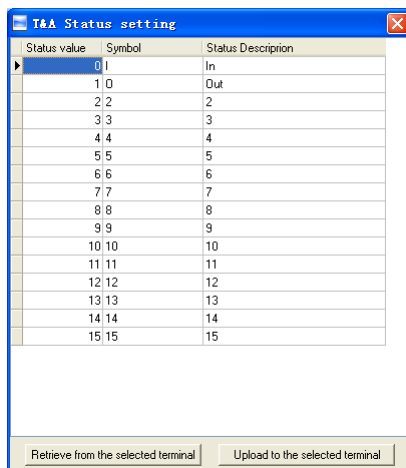 T&A Status setting
Status value Symbol Status Descriprion
0 I In
1 O Out
2 2 2
3 3 3
4 4 4
5 5 5
6 6 6
7 7 7
8 8 8
9 9 9
10 10 10
11 11 11
12 12 12
13 13 13
14 14 14
15 15 15
Retrieve from the selected terminal Upload to the selected terminal